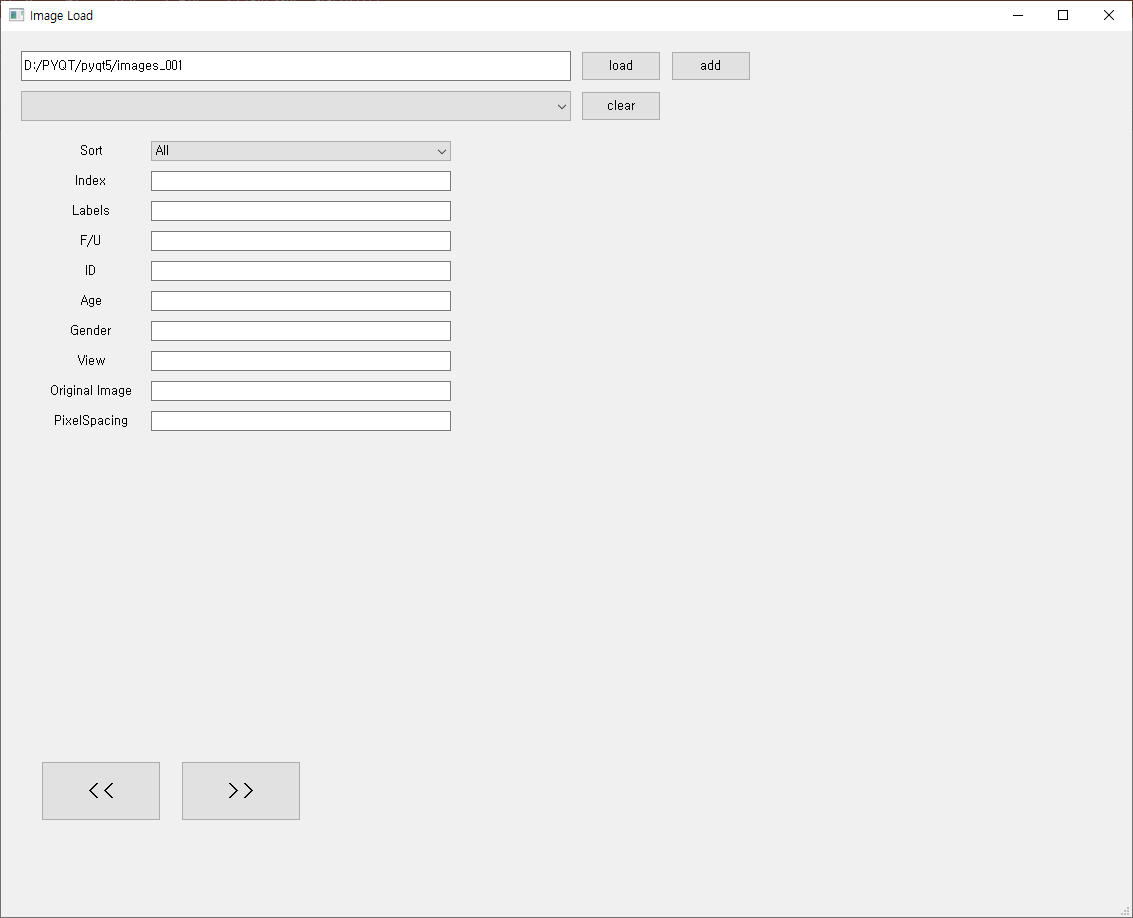 Image Load
D:/PYQT/pyqt5/images_001 load add
clear
Sort All
Index
Labels
F/U
ID
Age
Gender
View
Original Image
PixelSpacing
<< >>